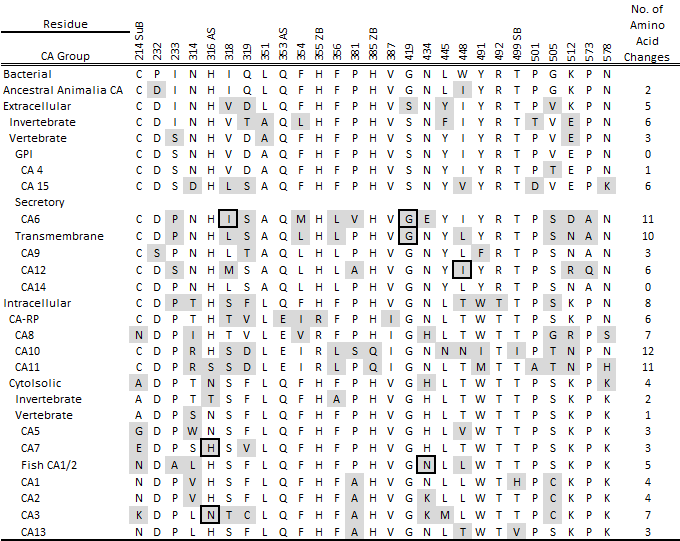 Residue 214 SuB 232 233 314 316 AS 318 319 351 353 AS 354 355 ZB 356 381 385 ZB 387 419 434 445 448 491 492 499 SB 501 505 512 573 578 No. of Amino Acid Changes
CA Group
Bacterial C P I N H I Q L Q F H F P H V G N L W Y R T P G K P N
Ancestral Animalia CA C D I N H I Q L Q F H F P H V G N L I Y R T P G K P N 2
Extracellular C D I N H V D L Q F H F P H V S N Y I Y R T P V K P N 5
Invertebrate C D I N H V T A Q L H F P H V S N F I Y R T T V E P N 6
Vertebrate C D S N H V D A Q F H F P H V S N Y I Y R T P V E P N 3
GPI C D S N H V D A Q F H F P H V S N Y I Y R T P V E P N 0
CA 4 C D S N H V D A Q F H F P H V S N Y I Y R T P T E P N 1
CA 15 C D S D H L S A Q F H F P H V S N Y V Y R T D V E P K 6
Secretory
CA6 C D P N H I S A Q M H L V H V G E Y I Y R T P S D A N 11
Transmembrane C D P N H L S A Q L H L P H V G N Y L Y R T P S N A N 10
CA9 C S P N H L T A Q L H L P H V G N Y L F R T P S N A N 3
CA12 C D S N H M S A Q L H L A H V G N Y I Y R T P S R Q N 6
CA14 C D P N H L S A Q L H L P H V G N Y L Y R T P S N A N 0
Intracellular C D P T H S F L Q F H F P H V G N L T W T T P S K P N 8
CA-RP C D P T H T V L E I R F P H I G N L T W T T P S K P N 6
CA8 N D P I H T V L E V R F P H I G H L T W T T P G R P S 7
CA10 C D P R H S D L E I R L S Q I G N N N I T I P T N P N 12
CA11 C D P R S S D L E I R L P Q I G N L T M T T A T N P H 11
Cytolsolic A D P T N S F L Q F H F P H V G H L T W T T P S K P K 4
Invertebrate A D P T T S F L Q F H A P H V G H L T W T T P S K P K 2
Vertebrate A D P S N S F L Q F H F P H V G H L T W T T P S K P K 1
CA5 G D P W N S F L Q F H F P H V G H L V W T T P S K P K 3
CA7 E D P S H S V L Q F H F P H V G H L T W T T P S K P K 3
Fish CA1/2 N D A L H S F L Q F H F P H V G N L L W T T P S K P K 5
CA1 N D P V H S F L Q F H F A H V G N L L W T H P C K P K 4
CA2 N D P V H S F L Q F H F A H V G K L L W T T P C K P K 4
CA3 K D P L N T C L Q F H F A H V G K M L W T T P C K P K 7
CA13 N D P L H S F L Q F H F A H V G N L T W T V P S K P K 3